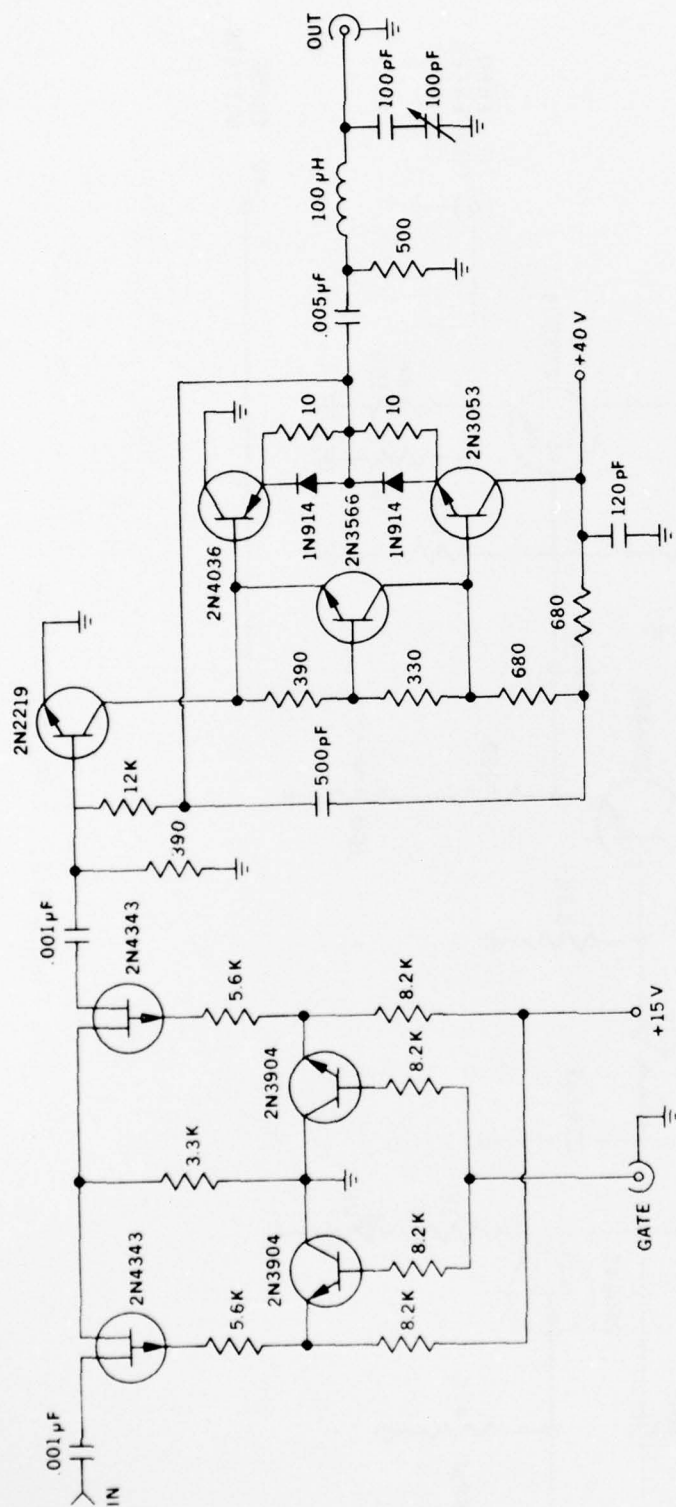 IN
.001µF
2N4343
5.6K
8.2K
2N3904
8.2K
3.3K
GATE
2N3904
8.2K
2N4343
5.6K
8.2K
+15 V
.001µF
390
12K
2N2219
500pF
390
330
680
680
120pF
+40 V
2N4036
1N914
2N3566
1N914
2N3053
10
10
.005µF
500
100µH
100pF
100pF
OUT